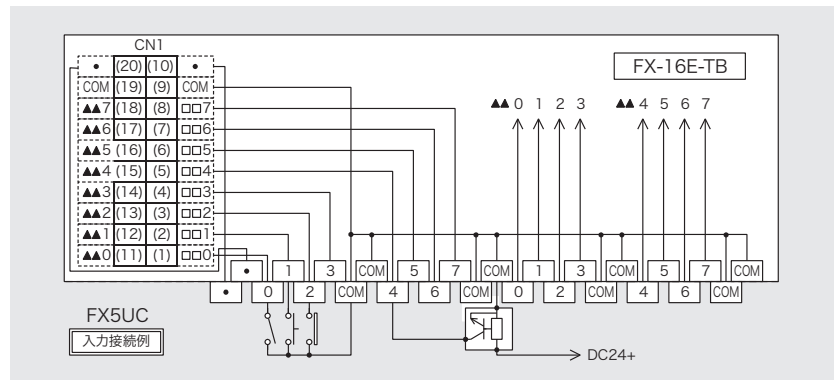 CN1
• (20) (10) •
COM (19) (9) COM
▲▲7 (18) (8) □□7
▲▲6 (17) (7) □□6
▲▲5 (16) (6) □□5
▲▲4 (15) (5) □□4
▲▲3 (14) (4) □□3
▲▲2 (13) (3) □□2
▲▲1 (12) (2) □□1
▲▲0 (11) (1) □□0
FX-16E-TB
▲▲ 0 1 2 3 ▲▲ 4 5 6 7
• 1 3 COM 5 7 COM 1 3 COM 5 7 COM
• 0 2 COM 4 6 COM 0 2 COM 4 6 COM
FX5UC
入力接続例
DC24+